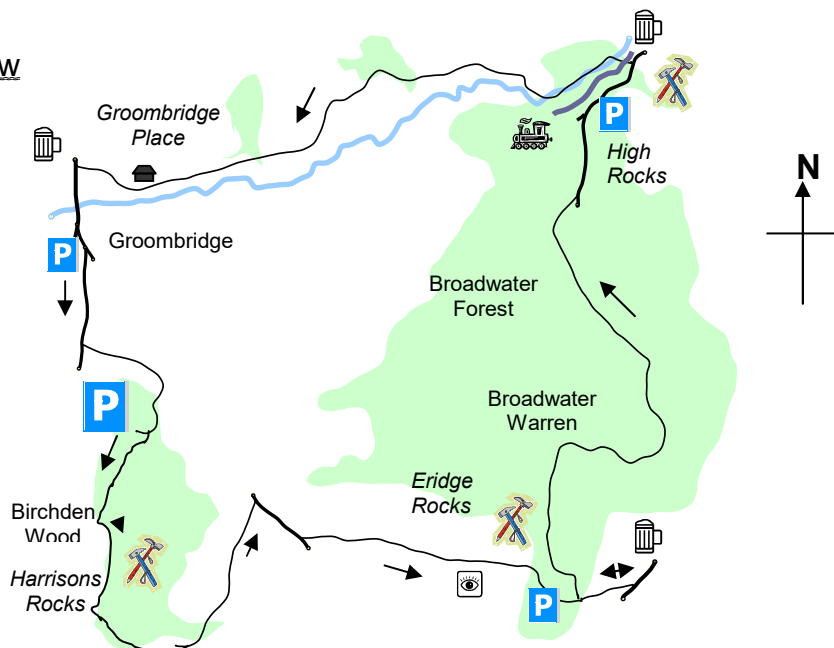 w
Groombridge
Place
P
High
Rocks
N
P
Groombridge
Broadwater
Forest
P
Broadwater
Warren
Eridge
Rocks
Birchden
Wood
Harrisons
Rocks
P